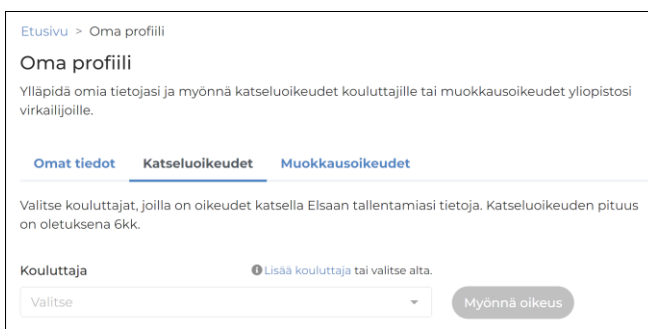 Etusivu > Oma profiili
Oma profiili
Ylläpidä omia tietojasi ja myönnä katseluoikeudet kouluttajille tai muokkausoikeudet yliopistosi
virkailijoille.
Omat tiedot Katseluoikeudet Muokkausoikeudet
Valitse kouluttajat, joilla on oikeudet katsella Elsaan tallentamiasi tietoja. Katseluoikeuden pituus
on oletuksena 6kk.
Kouluttaja Lisää kouluttaja tai valitse alta.
Valitse Myönnä oikeus